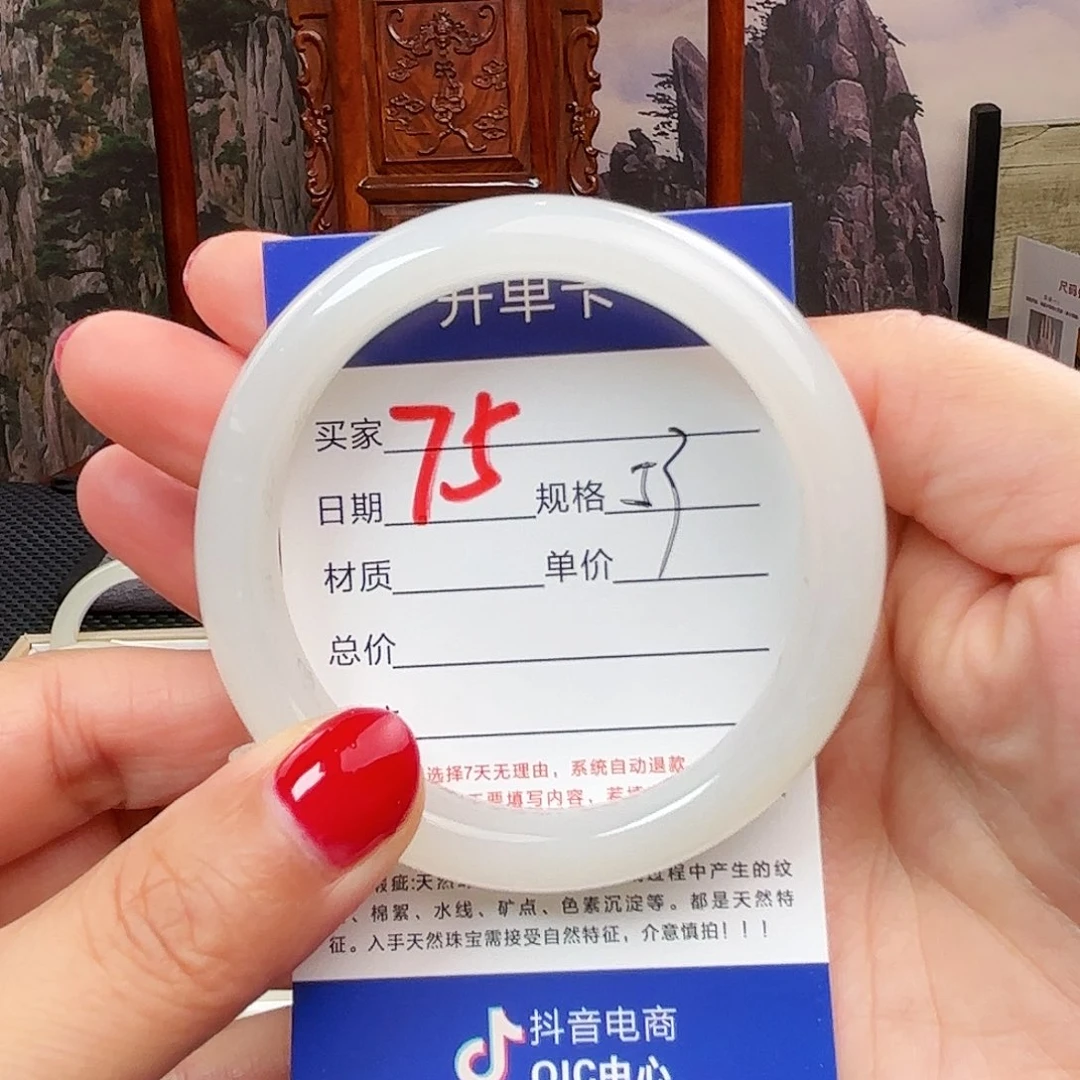 开单卡
买家
75
日期 规格
材质 单价
总价
选择7天无理由，系统自动退款
要填写内容，若
瑕疵:天然 过程中产生的纹
、棉絮、水线、矿点、色素沉淀等。都是天然特
征。入手天然珠宝需接受自然特征，介意慎拍！！！
抖音电商
QIC中心
尺码